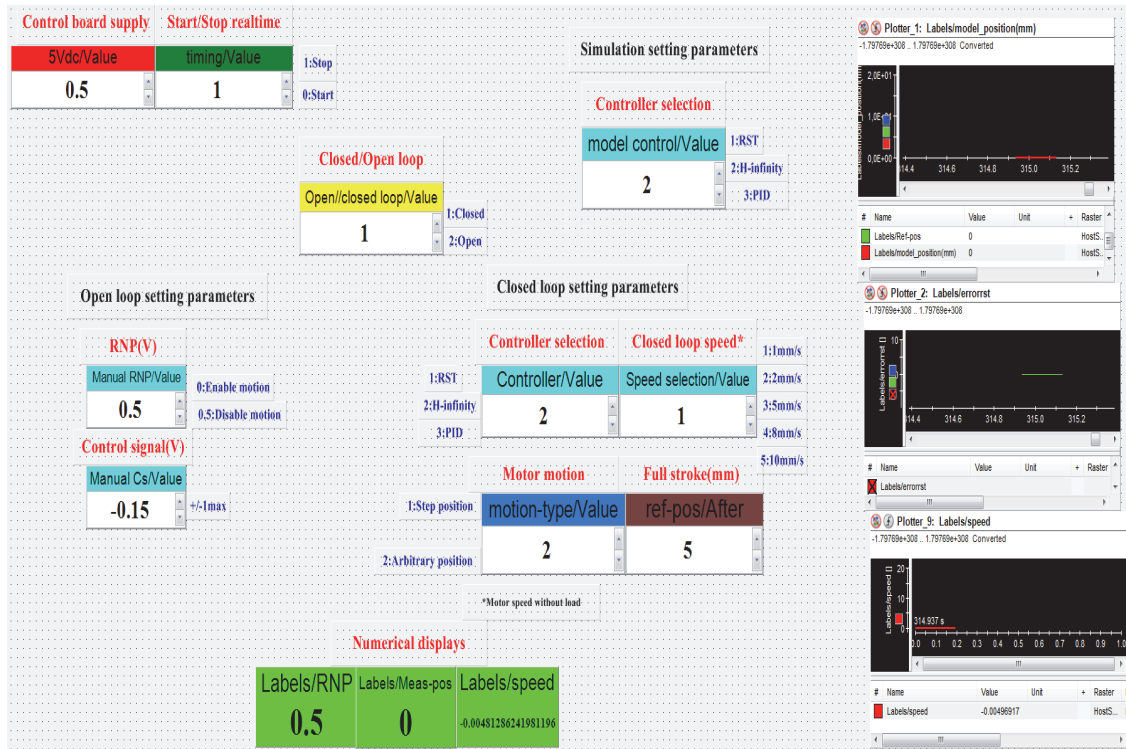 Control board supply
Start/Stop realtime
5Vdc/Value
timing/Value
0.5
1
1:Stop
0:Start
Simulation setting parameters
Controller selection
model control/Value
2
1:RST
2:H-infinity
3:PID
Closed/Open loop
Open//closed loop/Value
1
1:Closed
2:Open
Open loop setting parameters
RNP(V)
Manual RNP/Value
0.5
0:Enable motion
0.5:Disable motion
Control signal(V)
Manual Cs/Value
-0.15
+/-1max
Closed loop setting parameters
Controller selection
Closed loop speed*
1:RST
2:H-infinity
3:PID
Controller/Value
Speed selection/Value
2
1
1:1mm/s
2:2mm/s
3:5mm/s
4:8mm/s
5:10mm/s
Motor motion
Full stroke(mm)
1:Step position
2:Arbitrary position
motion-type/Value
ref-pos/After
2
5
*Motor speed without load
Numerical displays
Labels/RNP
Labels/Meas-pos
Labels/speed
0.5
0
-0.00481286241981196
Plotter_1: Labels/model_position(mm)
-1.79769e+308 .. 1.79769e+308 Converted
Labels/model_position(mm)
2,0E+01
1,0E+01
0,0E+00
314.4 314.6 314.8 315.0 315.2
# Name Value Unit + Raster
Labels/Ref-pos 0 HostS..
Labels/model_position(mm) 0 HostS..
Plotter_2: Labels/errorrst
-1.79769e+308 .. 1.79769e+308
Labels/errorrst []
10
0
314.4 314.6 314.8 315.0 315.2
# Name Value Unit + Raster
Labels/errorrst
Plotter_9: Labels/speed
-1.79769e+308 .. 1.79769e+308 Converted
Labels/speed []
20
10
0
314.937 s
0.0 0.1 0.2 0.3 0.4 0.5 0.6 0.7 0.8 0.9 1.0
# Name Value Unit + Raster
Labels/speed -0.00496917 HostS...